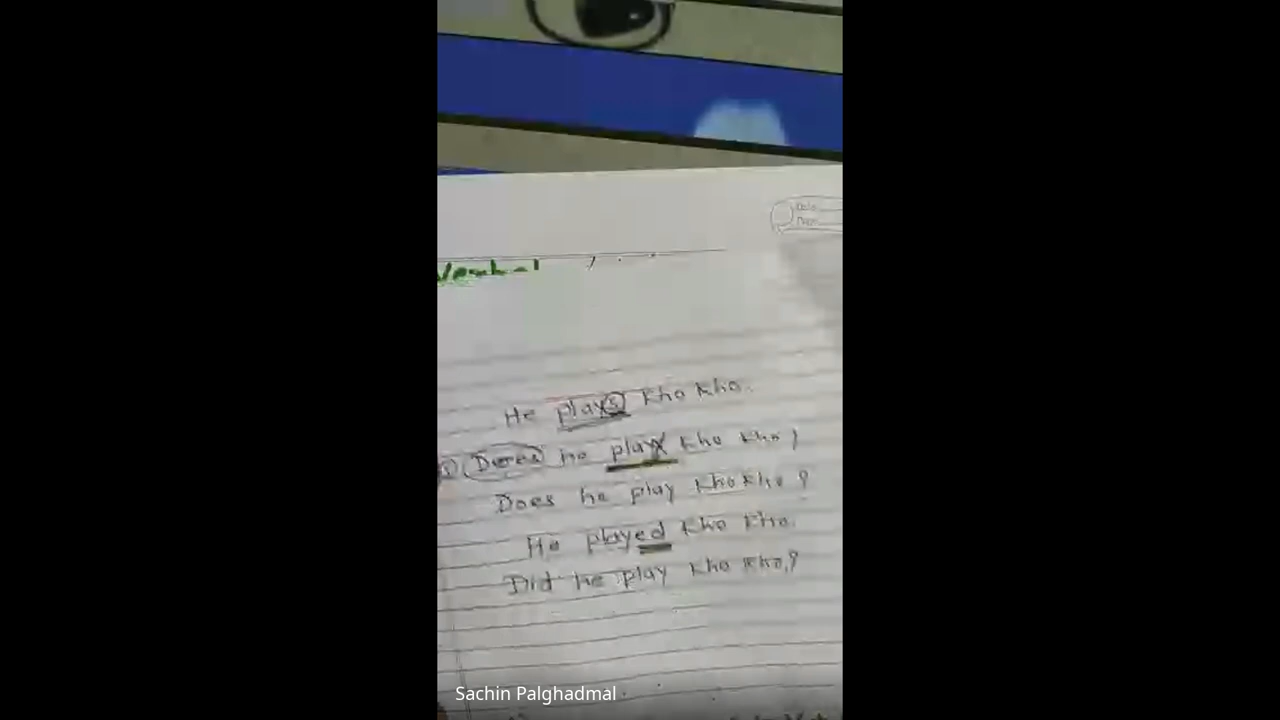 Date
He plays Kho Kho.
Does he play Kho Kho?
Does he play Kho Kho?
He played Kho Kho.
Did he play Kho Kho?
Sachin Palghadmal